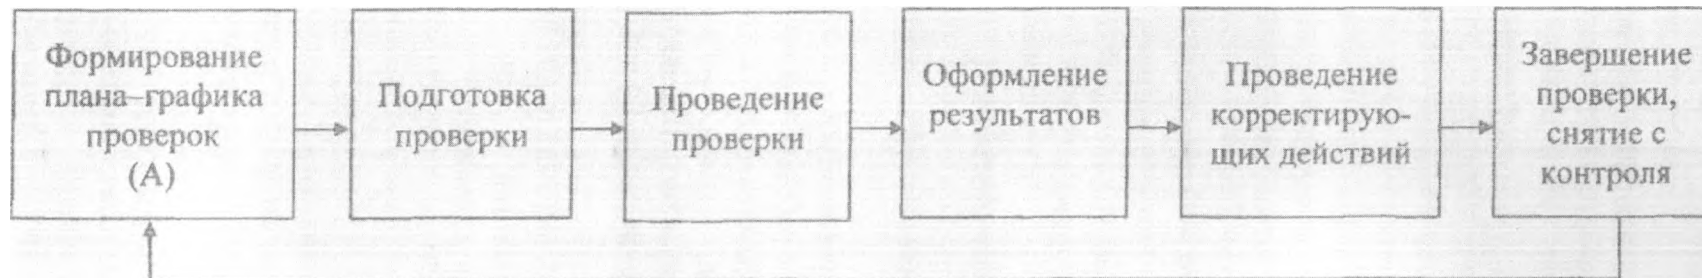 Формирование
плана–графика
проверок
(А)
Подготовка
проверки
Проведение
проверки
Оформление
результатов
Проведение
корректирую-
щих действий
Завершение
проверки,
снятие с
контроля